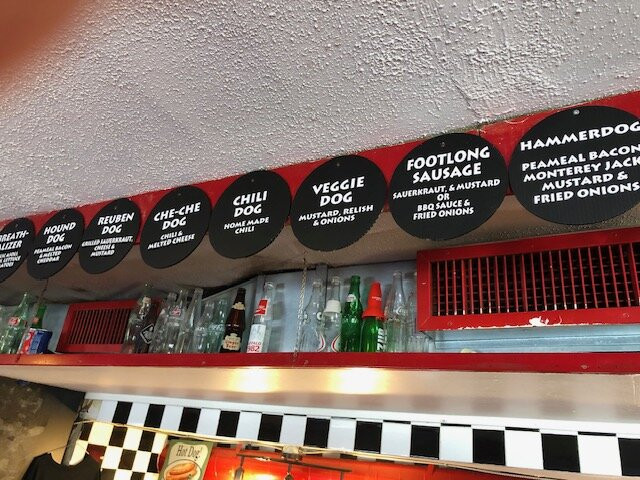 BREATH-
ALIZER
HOUND
DOG
PEAMEAL BACON
& MELTED
CHEDDAR
REUBEN
DOG
GRILLED SAUERKRAUT,
CHEESE &
MUSTARD
CHE-CHE
DOG
CHILI &
MELTED CHEESE
CHILI
DOG
HOME MADE
CHILI
VEGGIE
DOG
MUSTARD, RELISH
& ONIONS
FOOTLONG
SAUSAGE
SAUERKRAUT, & MUSTARD
OR
BBQ SAUCE &
FRIED ONIONS
HAMMERDOG
PEAMEAL BACON
MONTEREY JACK
MUSTARD &
FRIED ONIONS
Hot Dog!